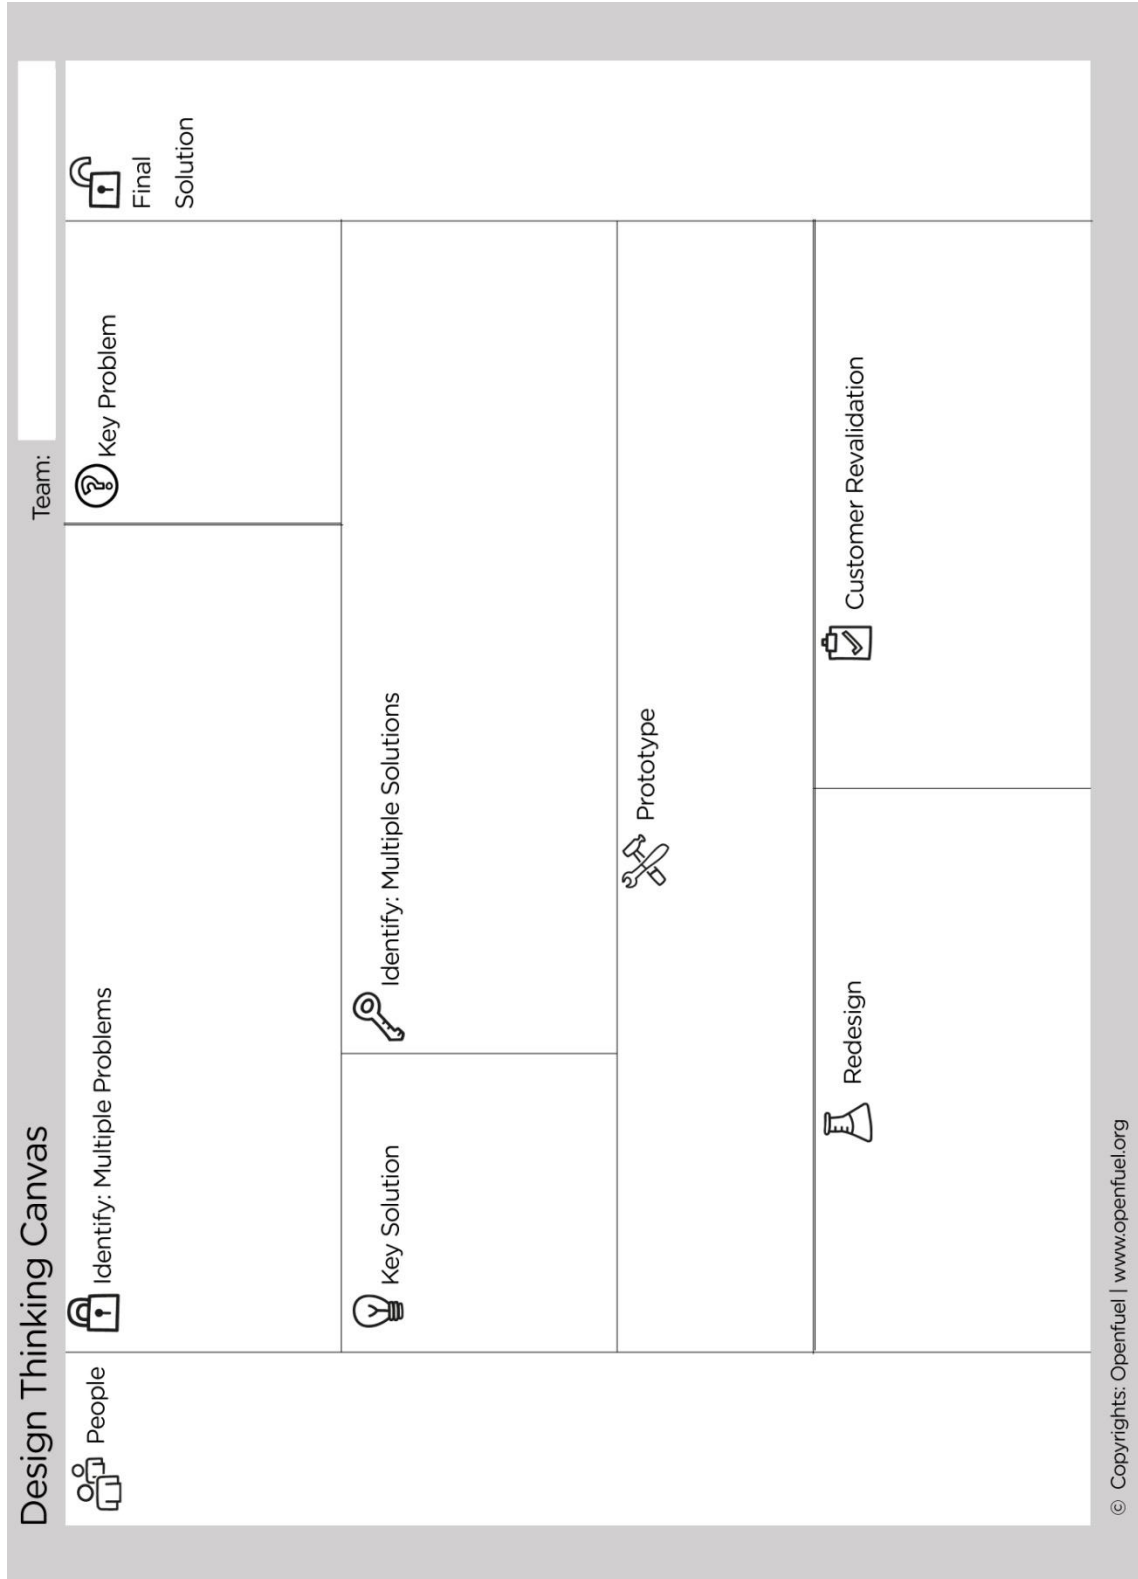 Design Thinking Canvas
Team:
People
Identify: Multiple Problems
Key Problem
Final
Solution
Key Solution
Identify: Multiple Solutions
Prototype
Redesign
Customer Revalidation
© Copyrights: Openfuel | www.openfuel.org